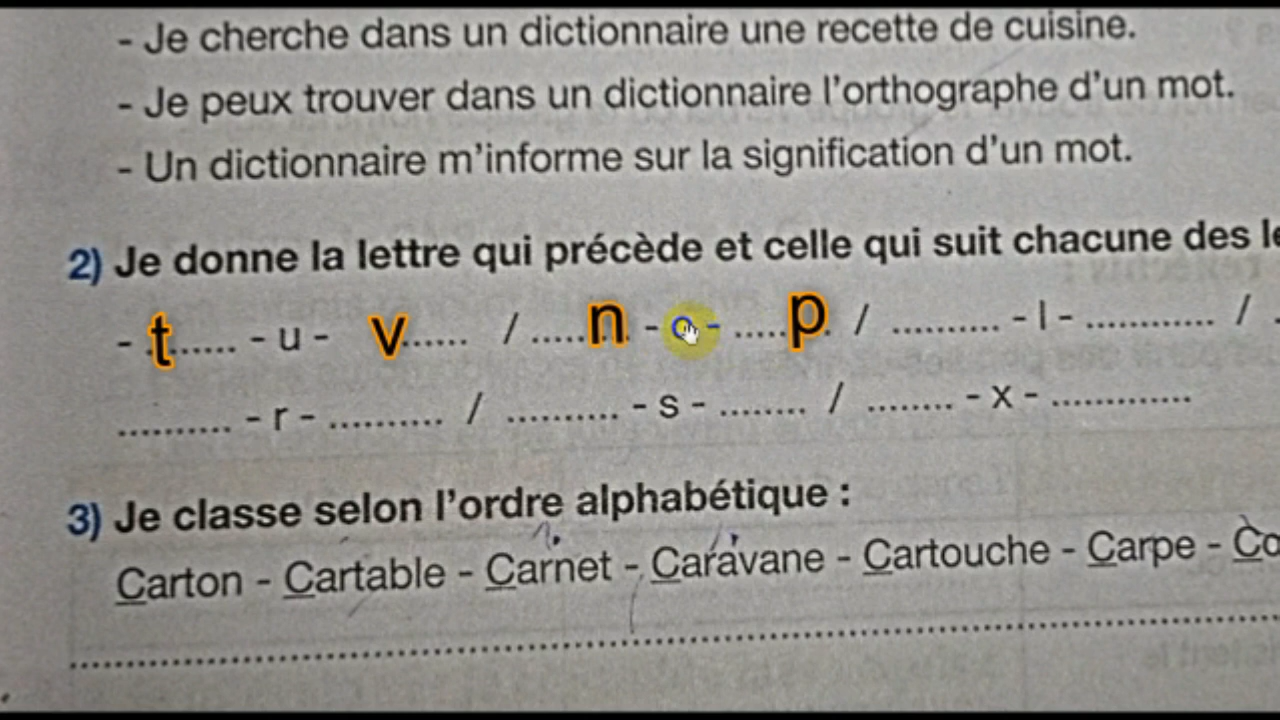 - Je cherche dans un dictionnaire une recette de cuisine.
- Je peux trouver dans un dictionnaire l'orthographe d'un mot.
- Un dictionnaire m'informe sur la signification d'un mot.
2) Je donne la lettre qui précède et celle qui suit chacune des
- t...... - u - v...... / .....n. - o - .....p. / .......... - l - ............ /
.......... - r - .......... / .......... - s - ........ / ........ - x - .............
3) Je classe selon l'ordre alphabétique :
Carton - Cartable - Carnet - Caravane - Cartouche - Carpe -